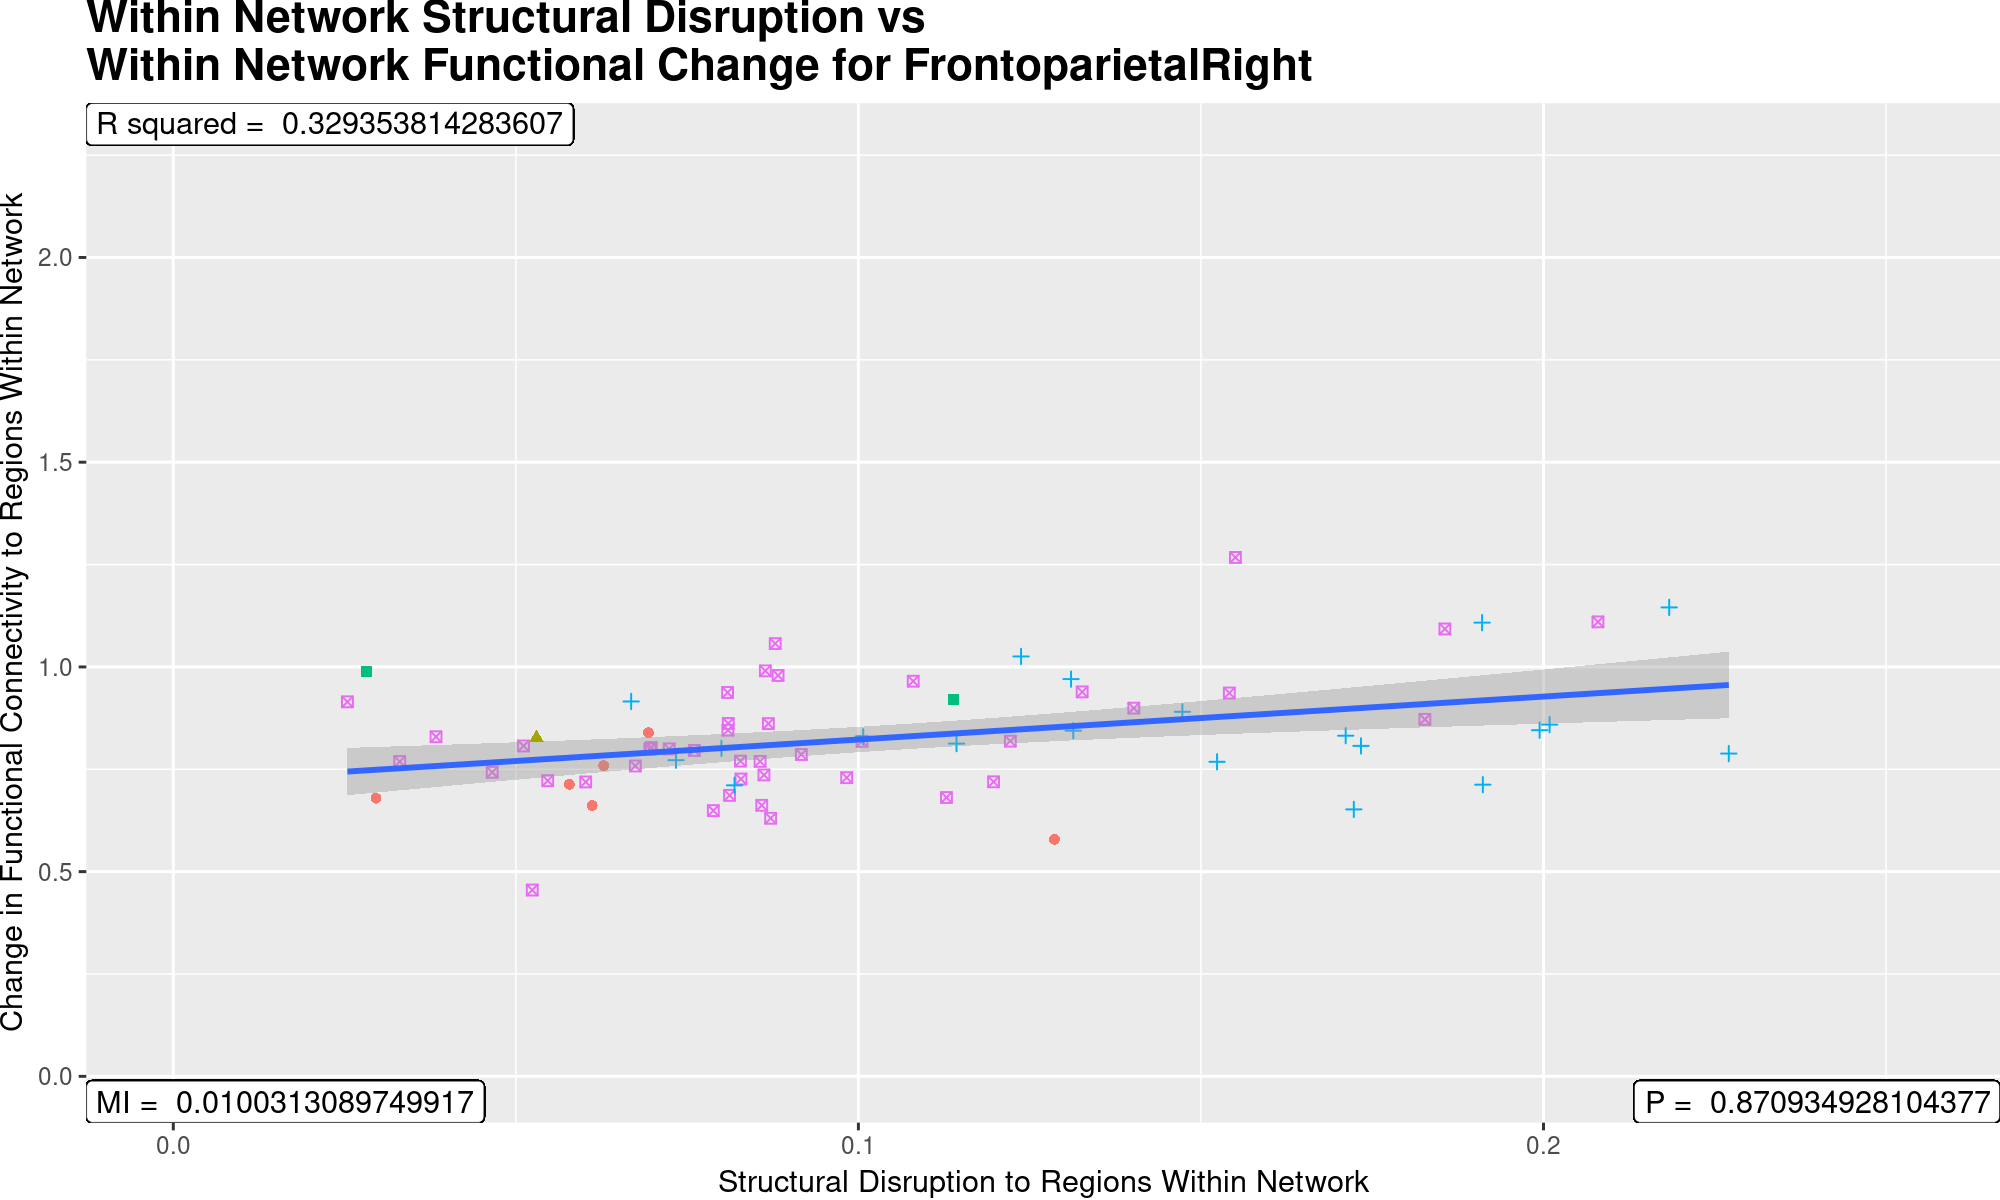 Within Network Structural Disruption vs
Within Network Functional Change for FrontoparietalRight
R squared =  0.329353814283607
Change in Functional Connectivity to Regions Within Network
2.0
1.5
1.0
0.5
0.0
MI =  0.0100313089749917
P =  0.870934928104377
0.0
0.1
0.2
Structural Disruption to Regions Within Network